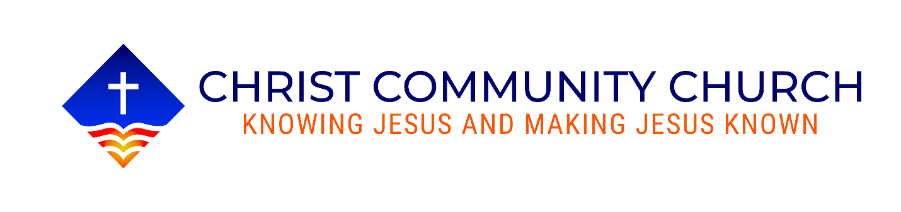 CHRIST COMMUNITY CHURCH
KNOWING JESUS AND MAKING JESUS KNOWN